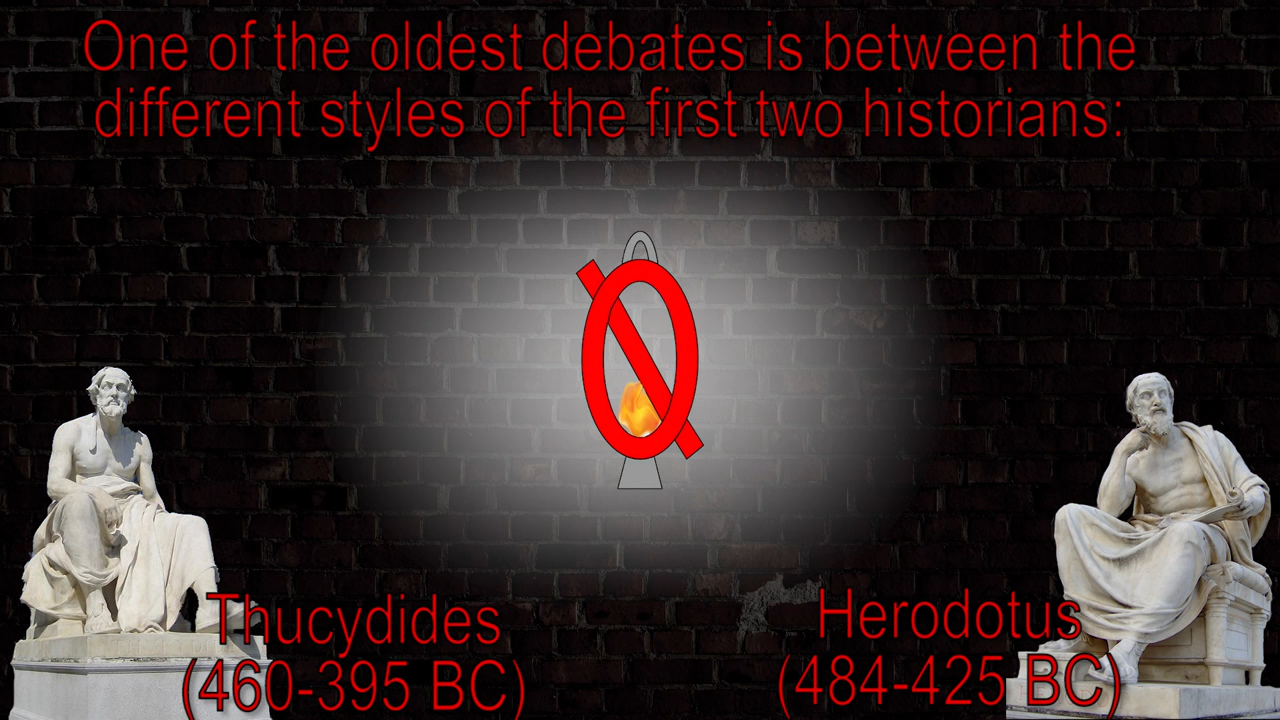 One of the oldest debates is between the
different styles of the first two historians:
Thucydides
(460-395 BC)
Herodotus
(484-425 BC)